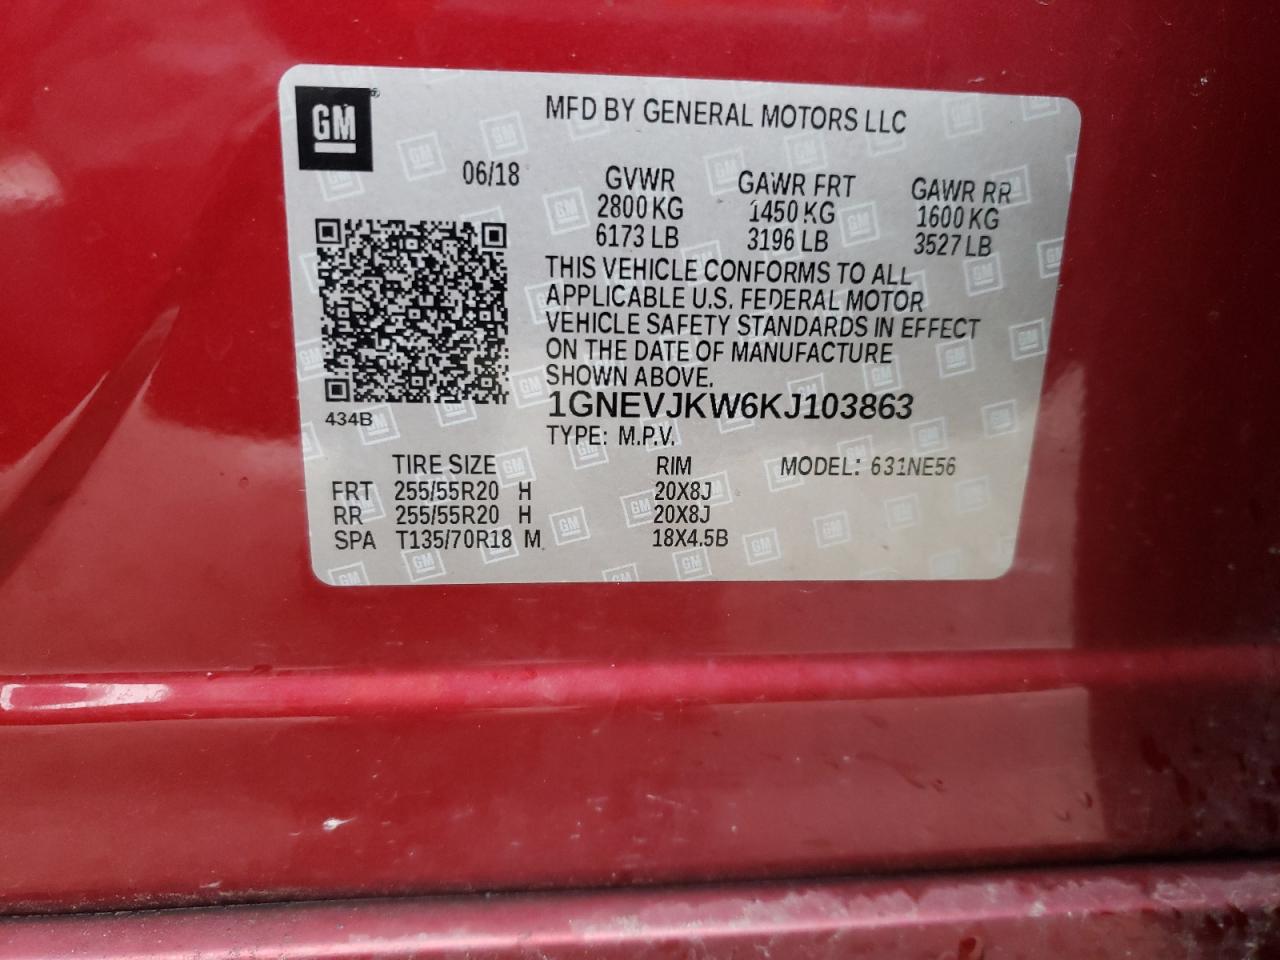 GM
MFD BY GENERAL MOTORS LLC
06/18
GVWR GAWR FRT GAWR RR
2800 KG 1450 KG 1600 KG
6173 LB 3196 LB 3527 LB
THIS VEHICLE CONFORMS TO ALL
APPLICABLE U.S. FEDERAL MOTOR
VEHICLE SAFETY STANDARDS IN EFFECT
ON THE DATE OF MANUFACTURE
SHOWN ABOVE.
434B
1GNEVJKW6KJ103863
TYPE: M.P.V.
TIRE SIZE RIM MODEL: 631NE56
FRT 255/55R20 H 20X8J
RR 255/55R20 H 20X8J
SPA T135/70R18 M 18X4.5B